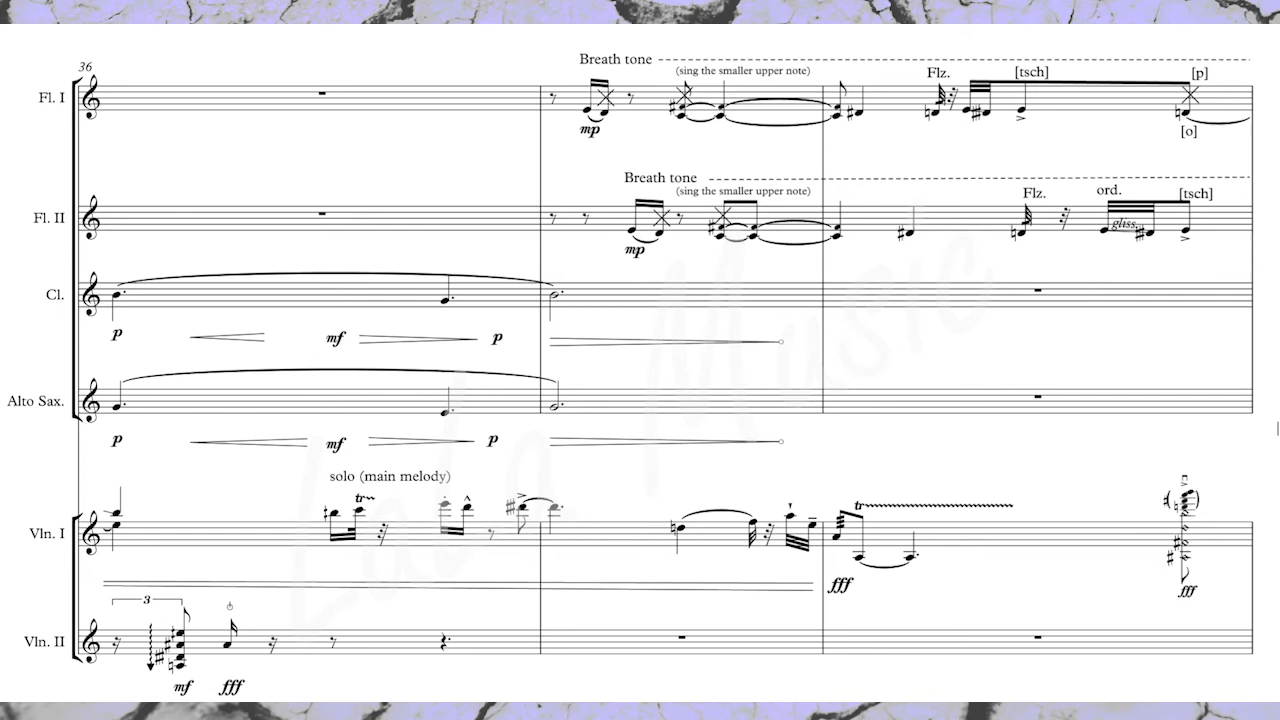 36
Breath tone
(sing the smaller upper note)
Flz.
[tsch]
[p]
Fl. I
mp
[o]
Breath tone
(sing the smaller upper note)
Flz.
ord.
[tsch]
Fl. II
gliss.
mp
Cl.
p mf p
Alto Sax.
p mf p
solo (main melody)
tr
tr
Vln. I
fff
fff
3
Vln. II
mf fff
LaLa Music